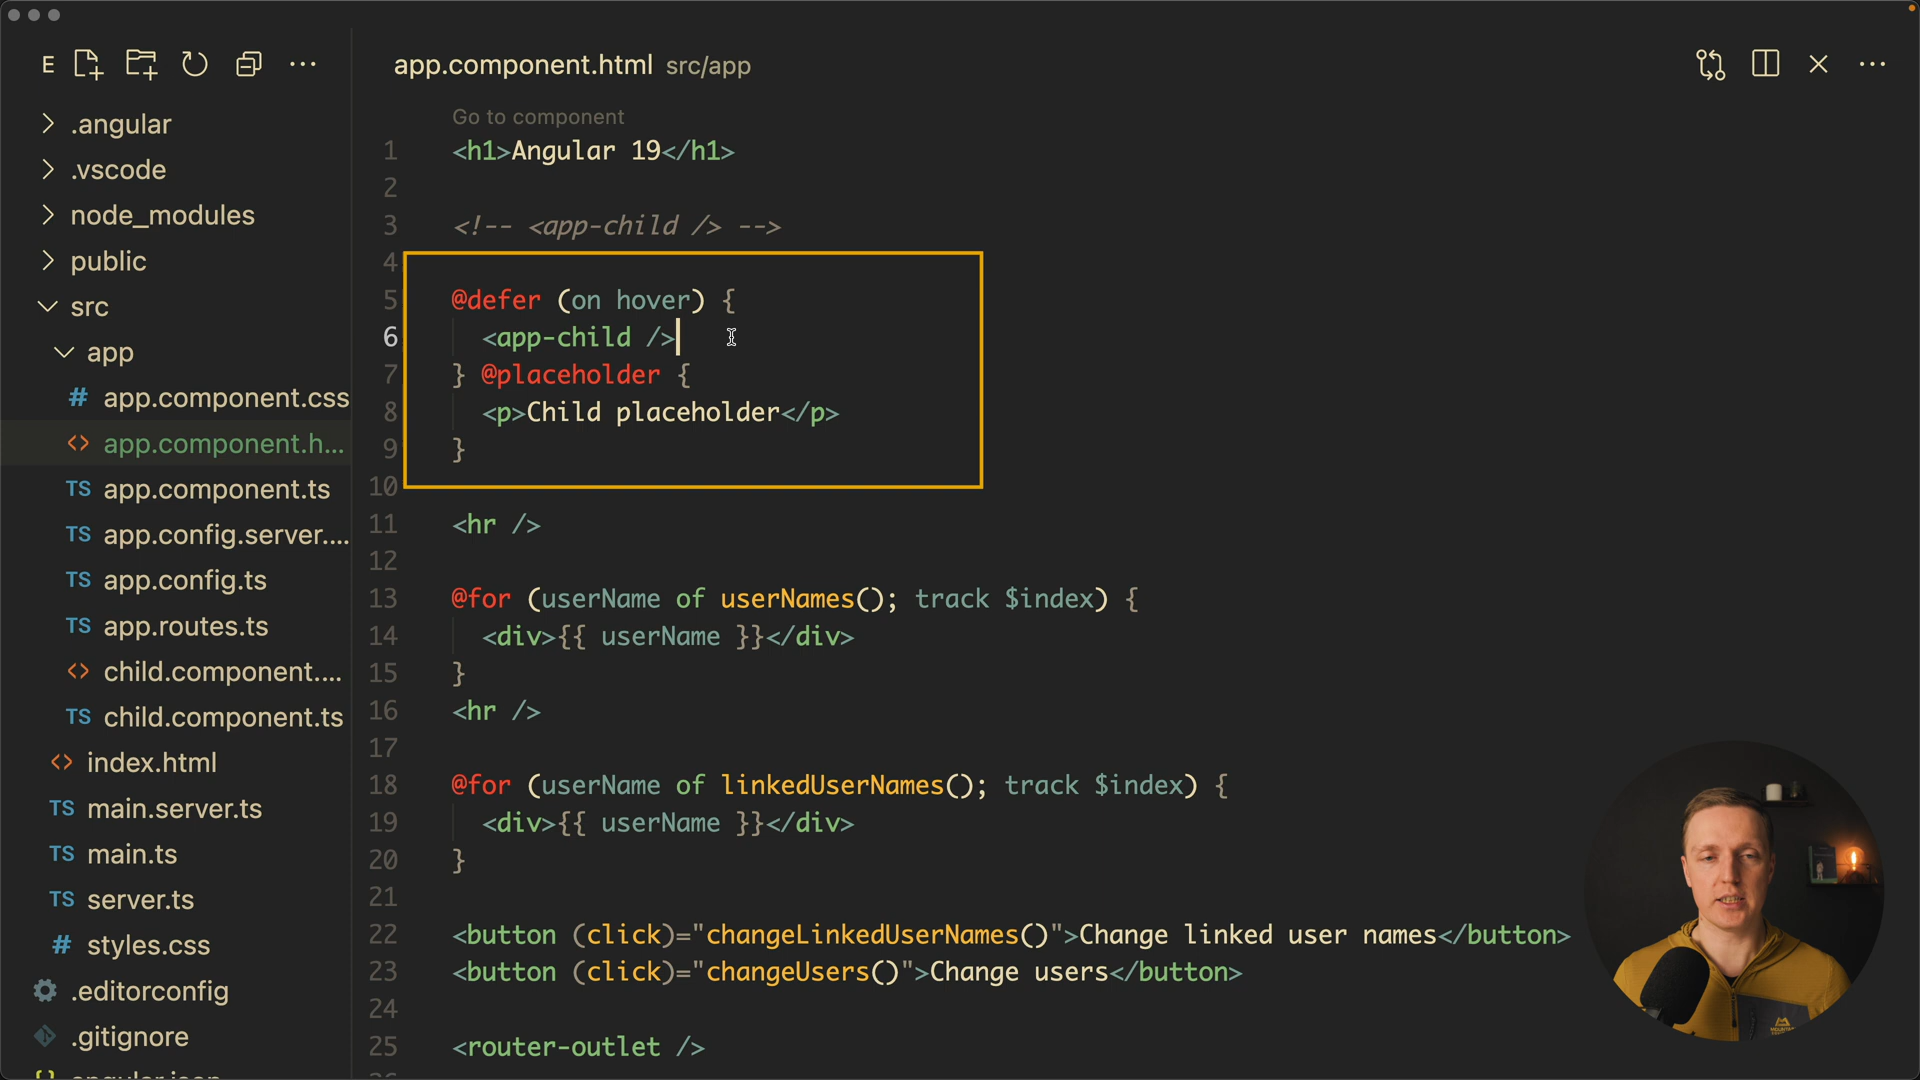 E
app.component.html src/app
.angular
.vscode
node_modules
public
src
app
# app.component.css
<> app.component.h...
TS app.component.ts
TS app.config.server....
TS app.config.ts
TS app.routes.ts
<> child.component....
TS child.component.ts
<> index.html
TS main.server.ts
TS main.ts
TS server.ts
# styles.css
.editorconfig
.gitignore
Go to component
1 <h1>Angular 19</h1>
2
3 <!-- <app-child /> -->
4
5 @defer (on hover) {
6 <app-child />
7 } @placeholder {
8 <p>Child placeholder</p>
9 }
10
11 <hr />
12
13 @for (userName of userNames(); track $index) {
14 <div>{{ userName }}</div>
15 }
16 <hr />
17
18 @for (userName of linkedUserNames(); track $index) {
19 <div>{{ userName }}</div>
20 }
21
22 <button (click)="changeLinkedUserNames()">Change linked user names</button>
23 <button (click)="changeUsers()">Change users</button>
24
25 <router-outlet />